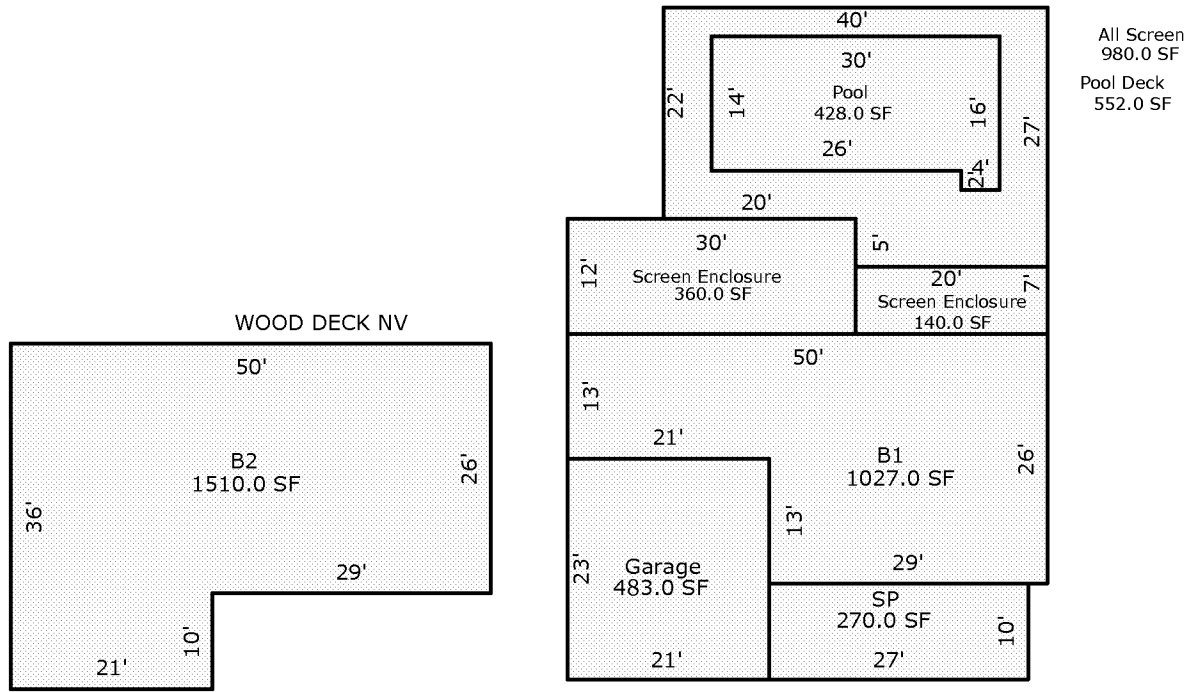 WOOD DECK NV
50'
B2
1510.0 SF
26'
36'
29'
10'
21'
40'
30'
Pool
428.0 SF
22'
14'
16'
27'
26'
4'
2'
20'
5'
30'
12'
Screen Enclosure
360.0 SF
20'
7'
Screen Enclosure
140.0 SF
50'
13'
21'
B1
1027.0 SF
26'
13'
29'
Garage
483.0 SF
23'
21'
SP
270.0 SF
10'
27'
All Screen
980.0 SF
Pool Deck
552.0 SF